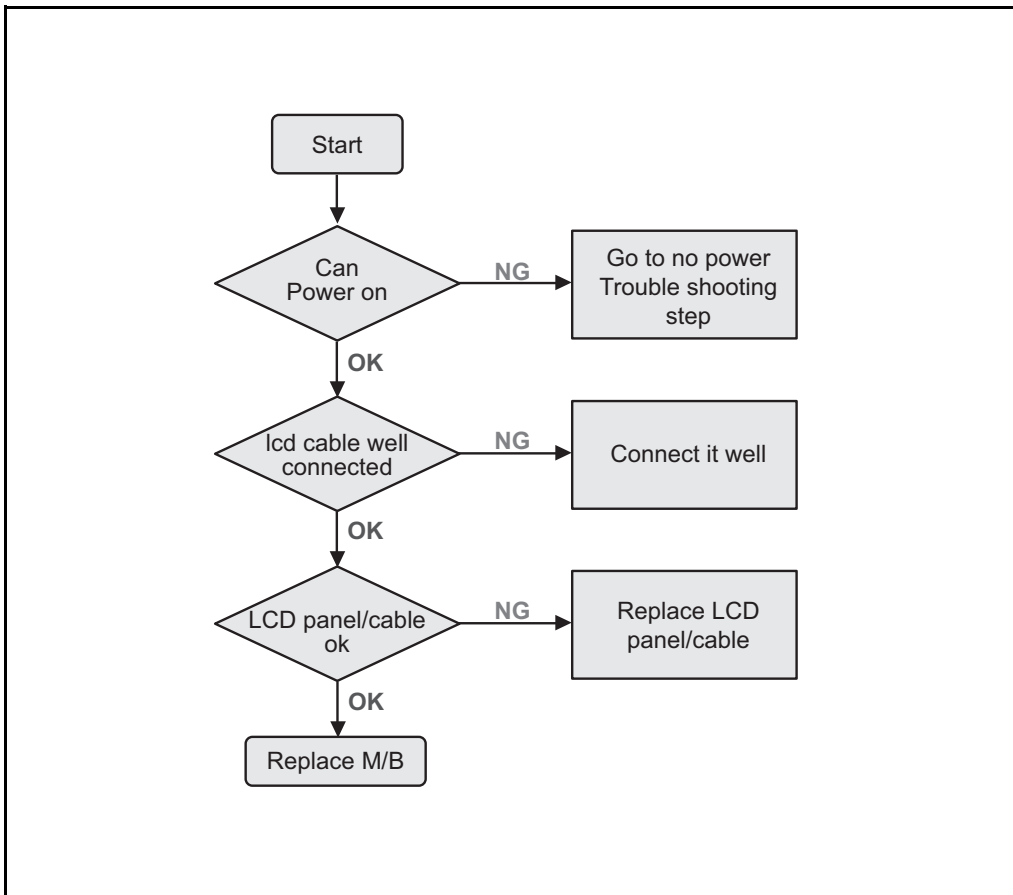 Start
Can
Power on
NG
Go to no power
Trouble shooting
step
OK
lcd cable well
connected
NG
Connect it well
OK
LCD panel/cable
ok
NG
Replace LCD
panel/cable
OK
Replace M/B